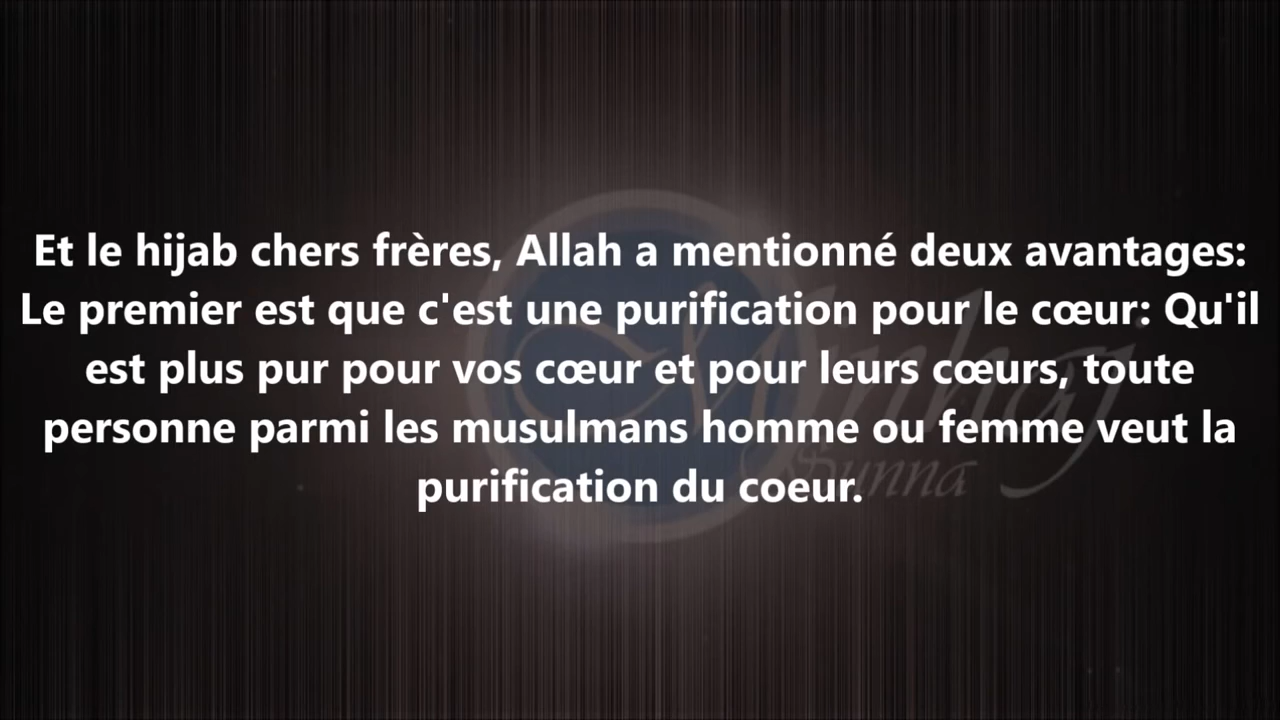 Et le hijab chers frères, Allah a mentionné deux avantages:
Le premier est que c'est une purification pour le cœur: Qu'il
est plus pur pour vos cœur et pour leurs cœurs, toute
personne parmi les musulmans homme ou femme veut la
purification du coeur.
Minhaj
Sunna